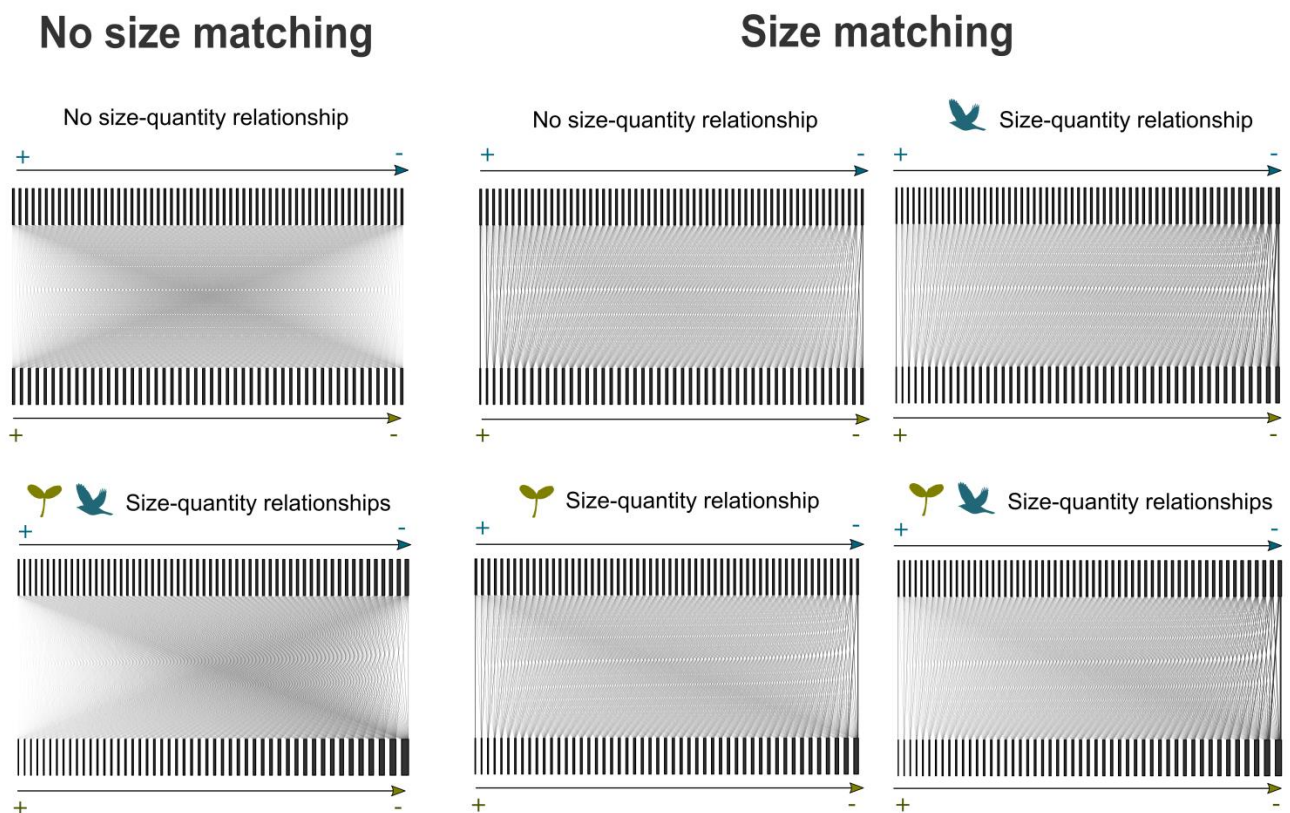 No size matching
Size matching
No size-quantity relationship
+ -
+ -
No size-quantity relationship
+ -
+ -
Size-quantity relationship
+ -
+ -
Size-quantity relationships
+ -
+ -
Size-quantity relationship
+ -
+ -
Size-quantity relationships
+ -
+ -